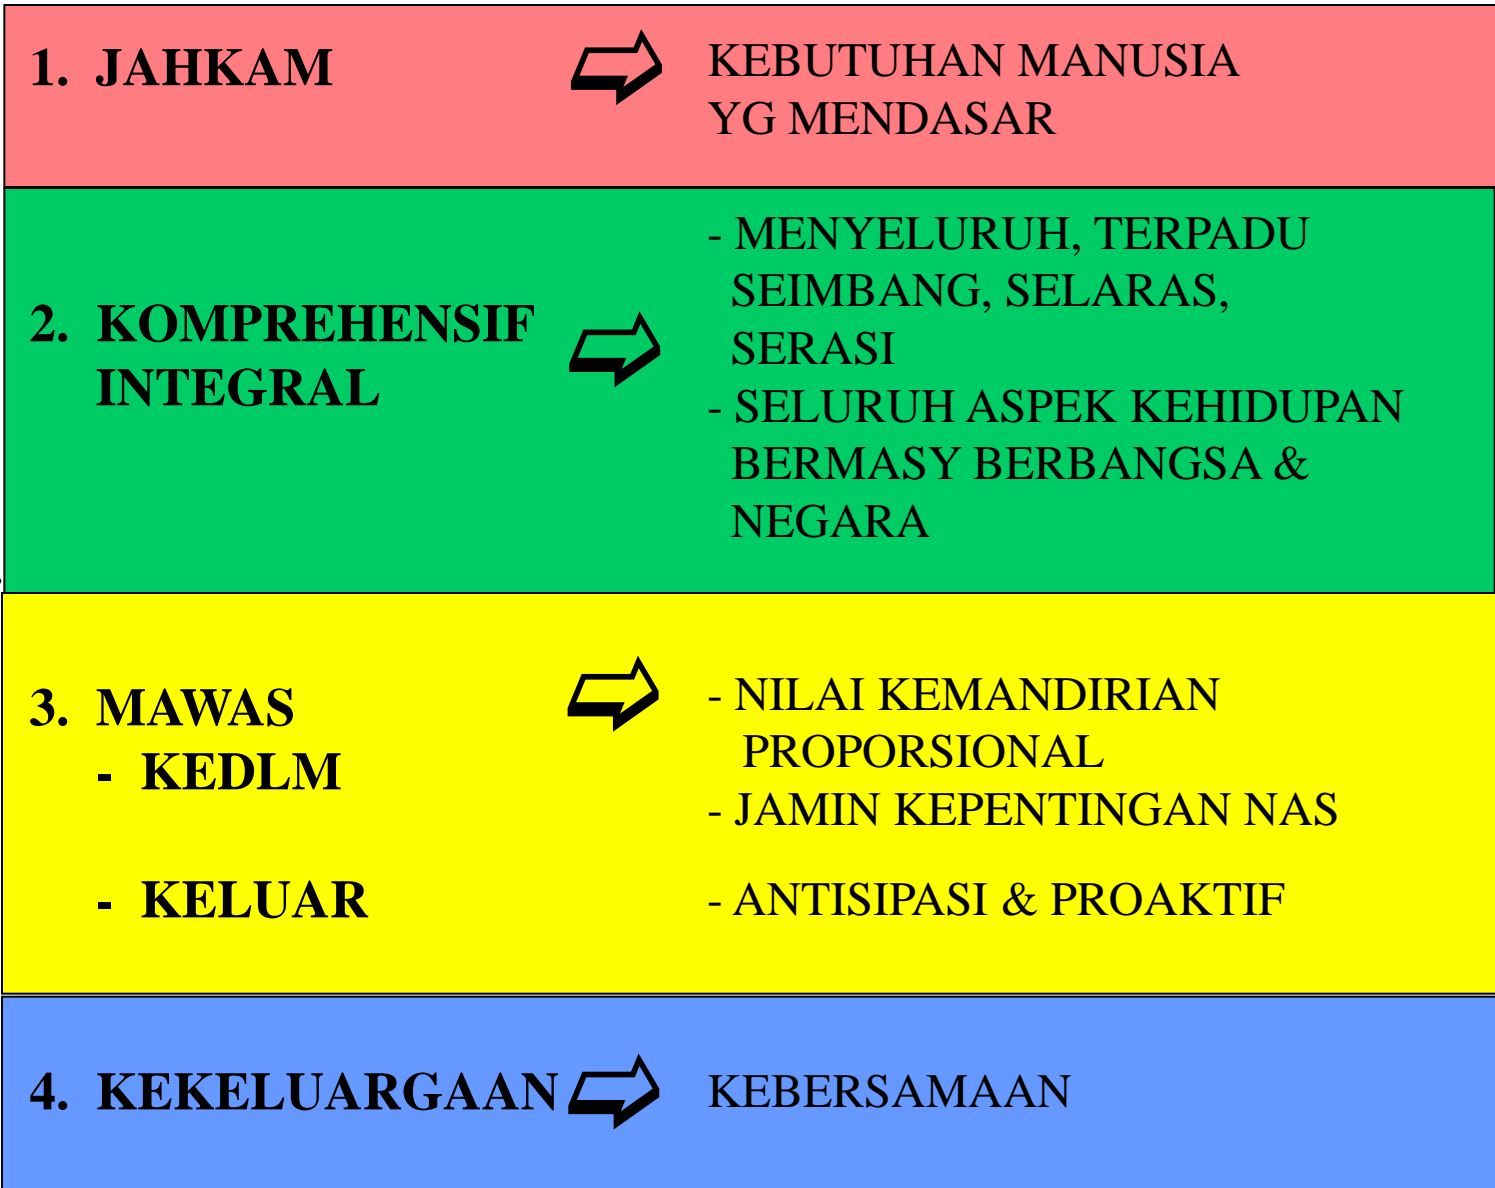 1. JAHKAM
KEBUTUHAN MANUSIA
YG MENDASAR
2. KOMPREHENSIF
INTEGRAL
- MENYELURUH, TERPADU
SEIMBANG, SELARAS,
SERASI
- SELURUH ASPEK KEHIDUPAN
BERMASY BERBANGSA &
NEGARA
3. MAWAS
- KEDLM
- NILAI KEMANDIRIAN
PROPORSIONAL
- JAMIN KEPENTINGAN NAS
- KELUAR
- ANTISIPASI & PROAKTIF
4. KEKELUARGAAN
KEBERSAMAAN